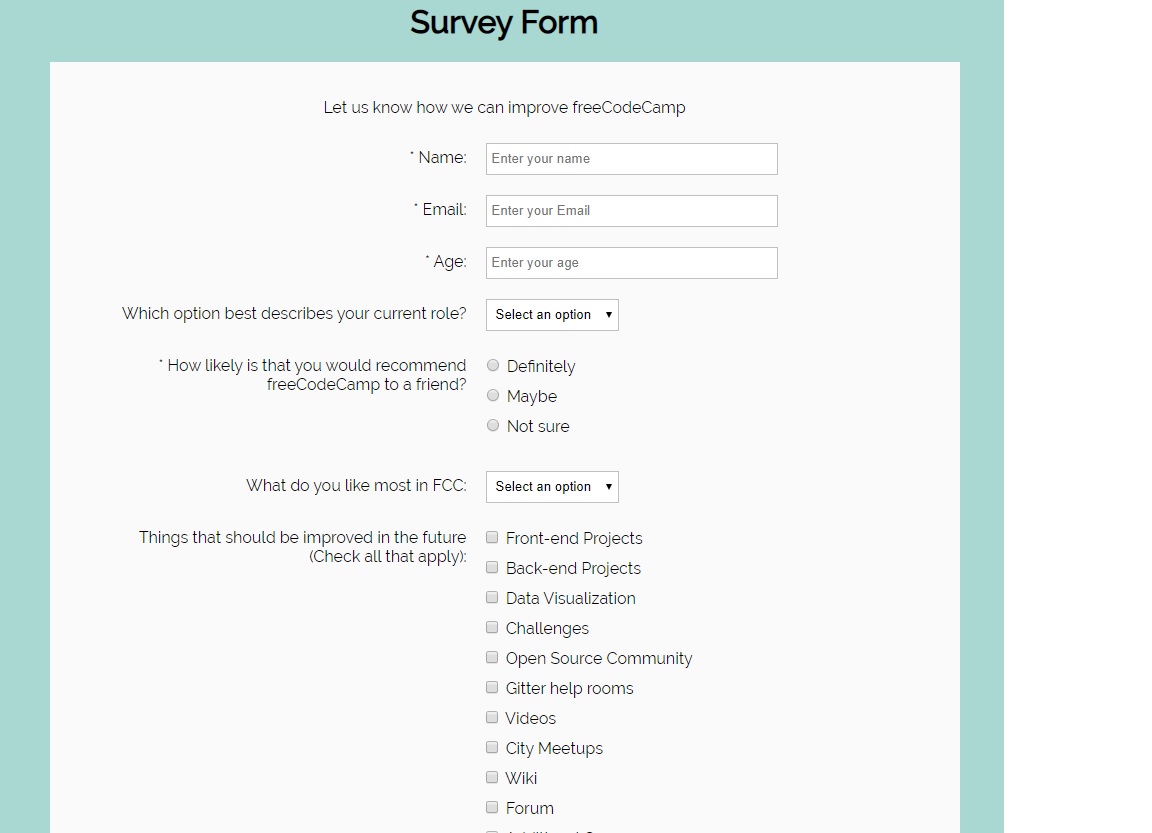 Survey Form
Let us know how we can improve freeCodeCamp
* Name:
Enter your name
* Email:
Enter your Email
* Age:
Enter your age
Which option best describes your current role?
Select an option
* How likely is that you would recommend
freeCodeCamp to a friend?
Definitely
Maybe
Not sure
What do you like most in FCC:
Select an option
Things that should be improved in the future
(Check all that apply):
Front-end Projects
Back-end Projects
Data Visualization
Challenges
Open Source Community
Gitter help rooms
Videos
City Meetups
Wiki
Forum